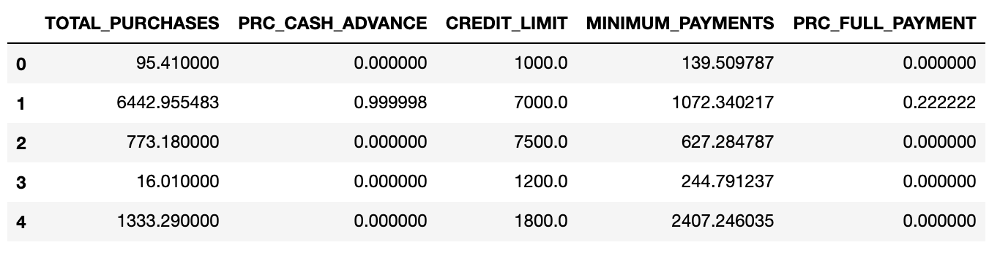 TOTAL_PURCHASES PRC_CASH_ADVANCE CREDIT_LIMIT MINIMUM_PAYMENTS PRC_FULL_PAYMENT
0 95.410000 0.000000 1000.0 139.509787 0.000000
1 6442.955483 0.999998 7000.0 1072.340217 0.222222
2 773.180000 0.000000 7500.0 627.284787 0.000000
3 16.010000 0.000000 1200.0 244.791237 0.000000
4 1333.290000 0.000000 1800.0 2407.246035 0.000000